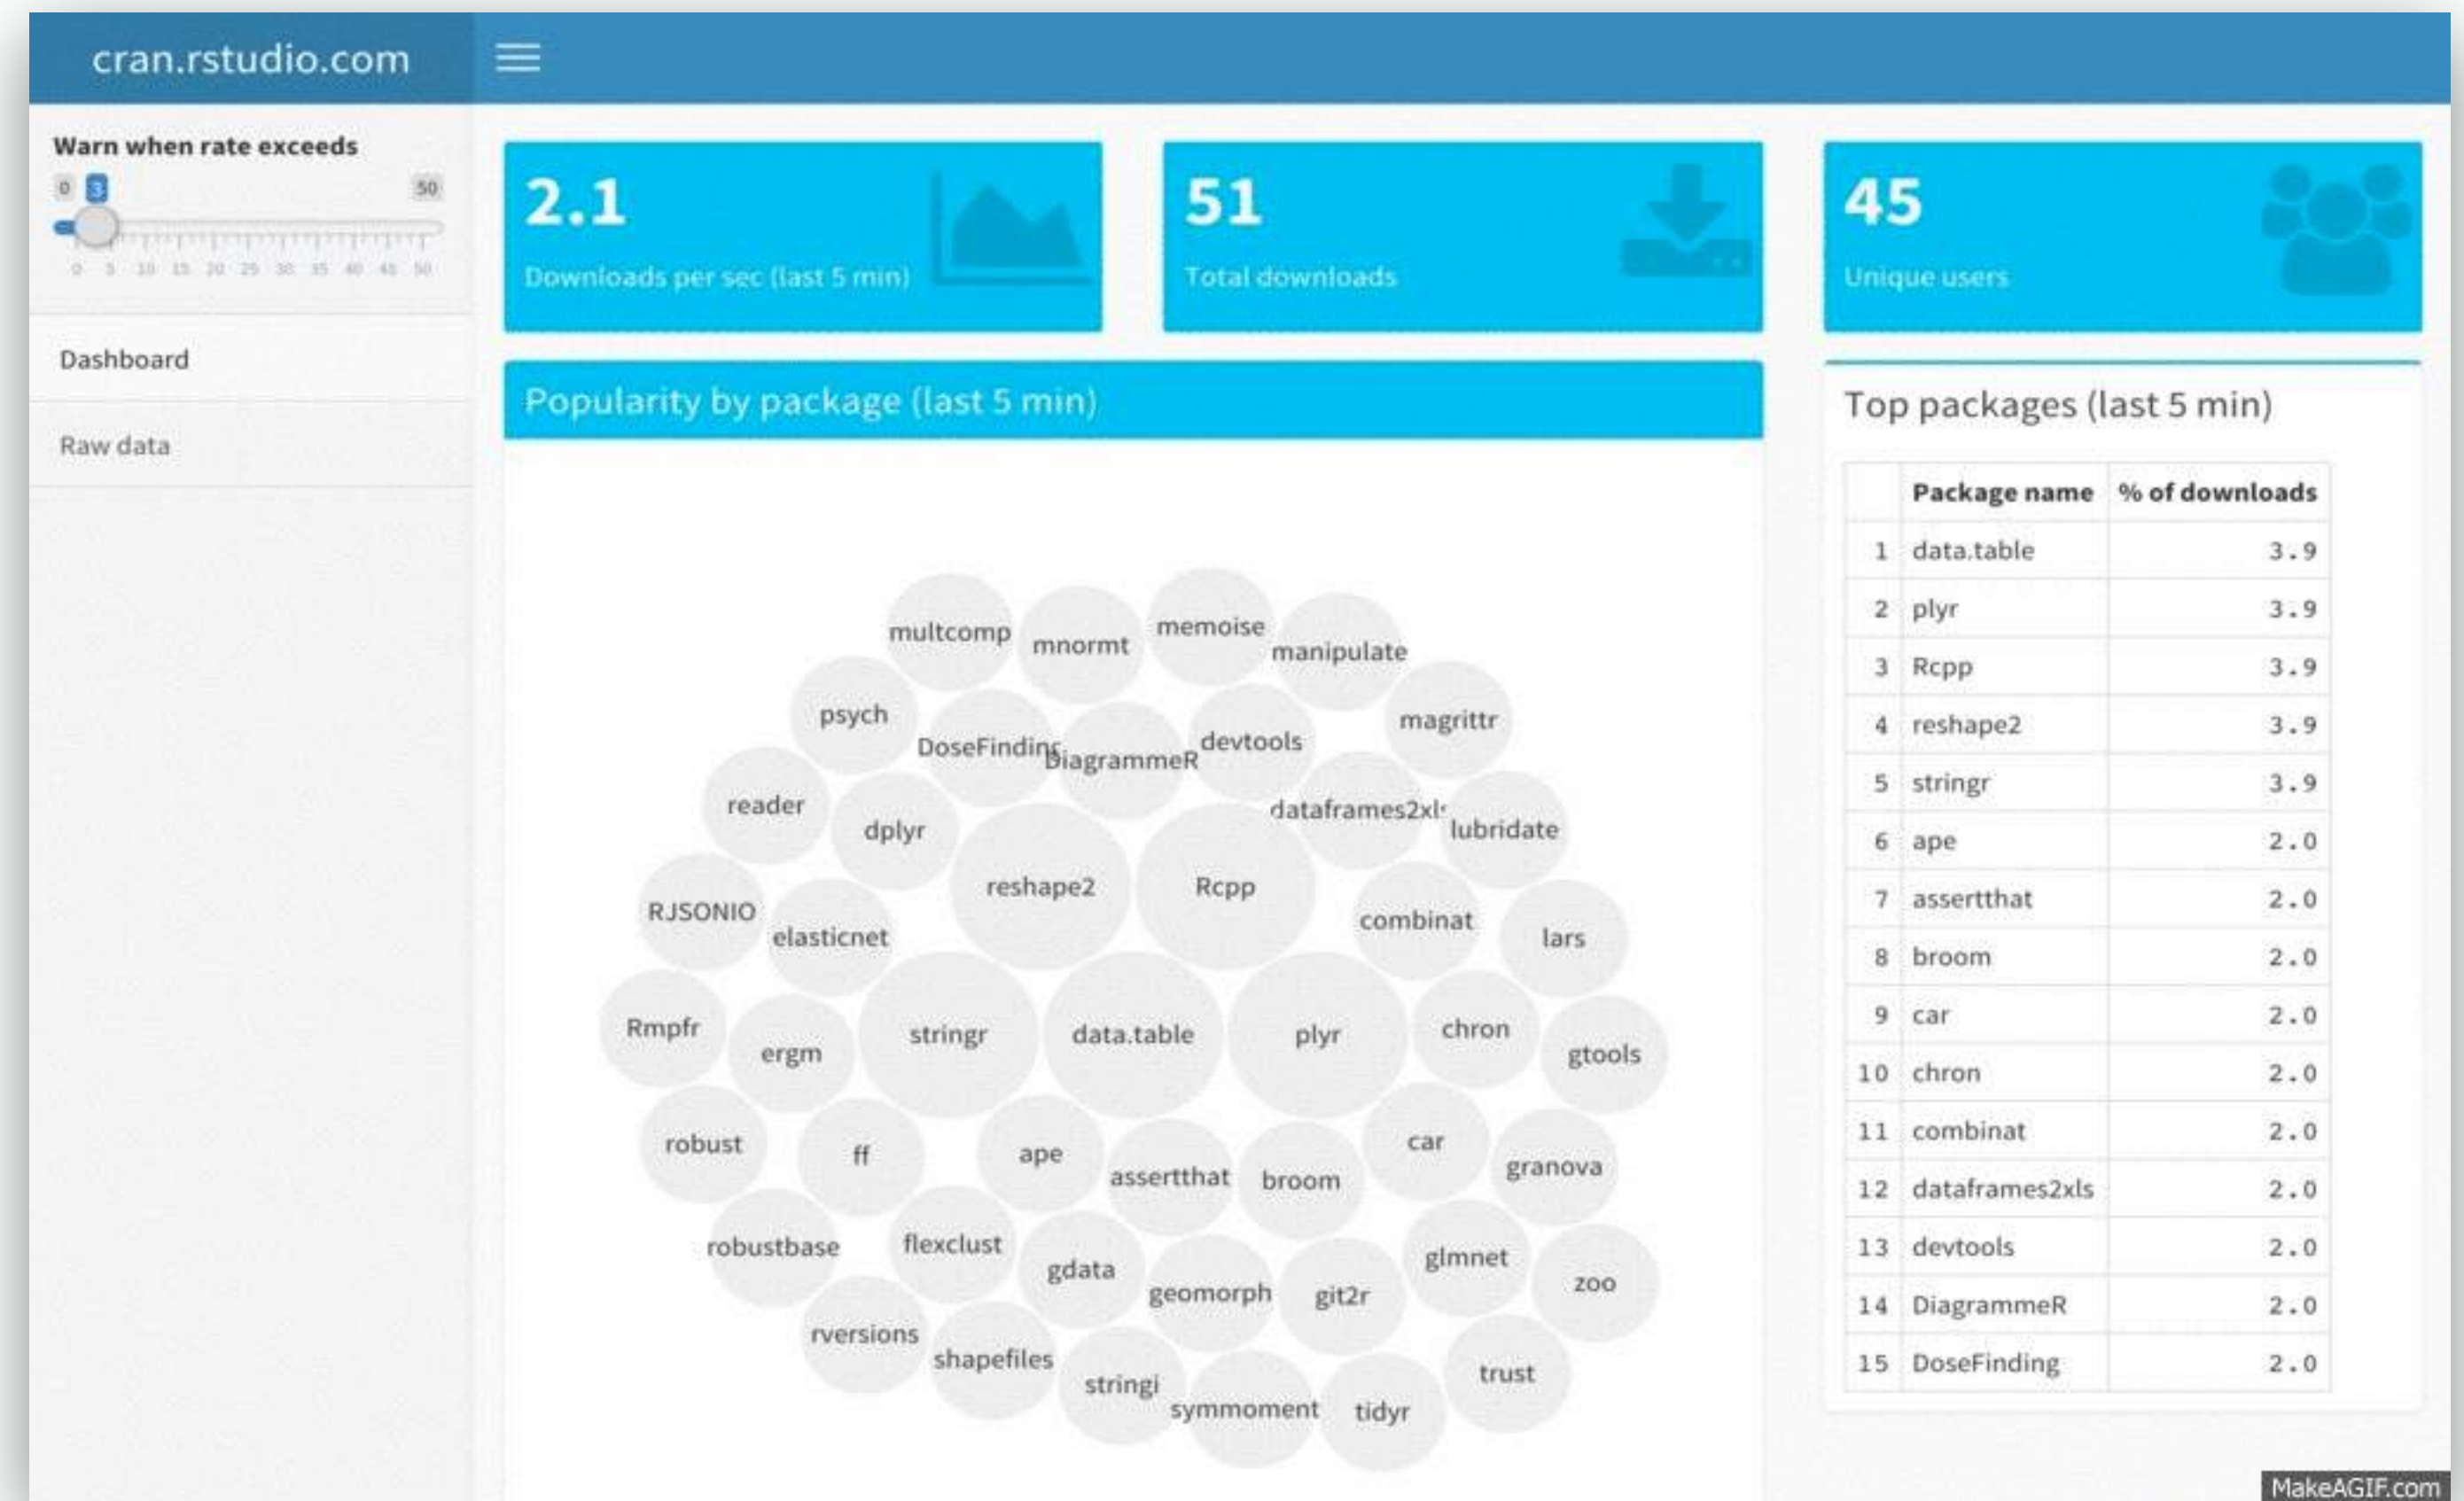 cran.rstudio.com
Warn when rate exceeds
0 3 50
0 5 10 15 20 25 30 35 40 45 50
Dashboard
Raw data
2.1
Downloads per sec (last 5 min)
51
Total downloads
45
Unique users
Popularity by package (last 5 min)
multcomp
mnormt
memoise
manipulate
psych
DoseFinding
DiagrammeR
devtools
magrittr
reader
dplyr
dataframes2xls
lubridate
reshape2
Rcpp
RJSONIO
elasticnet
combinat
lars
Rmpfr
ergm
stringr
data.table
plyr
chron
gtools
robust
ff
ape
assertthat
broom
car
granova
robustbase
flexclust
gdata
geomorph
git2r
glmnet
zoo
rversions
shapefiles
stringi
symmoment
tidyr
trust
Top packages (last 5 min)
Package name % of downloads
1 data.table 3.9
2 plyr 3.9
3 Rcpp 3.9
4 reshape2 3.9
5 stringr 3.9
6 ape 2.0
7 assertthat 2.0
8 broom 2.0
9 car 2.0
10 chron 2.0
11 combinat 2.0
12 dataframes2xls 2.0
13 devtools 2.0
14 DiagrammeR 2.0
15 DoseFinding 2.0
MakeAGIF.com